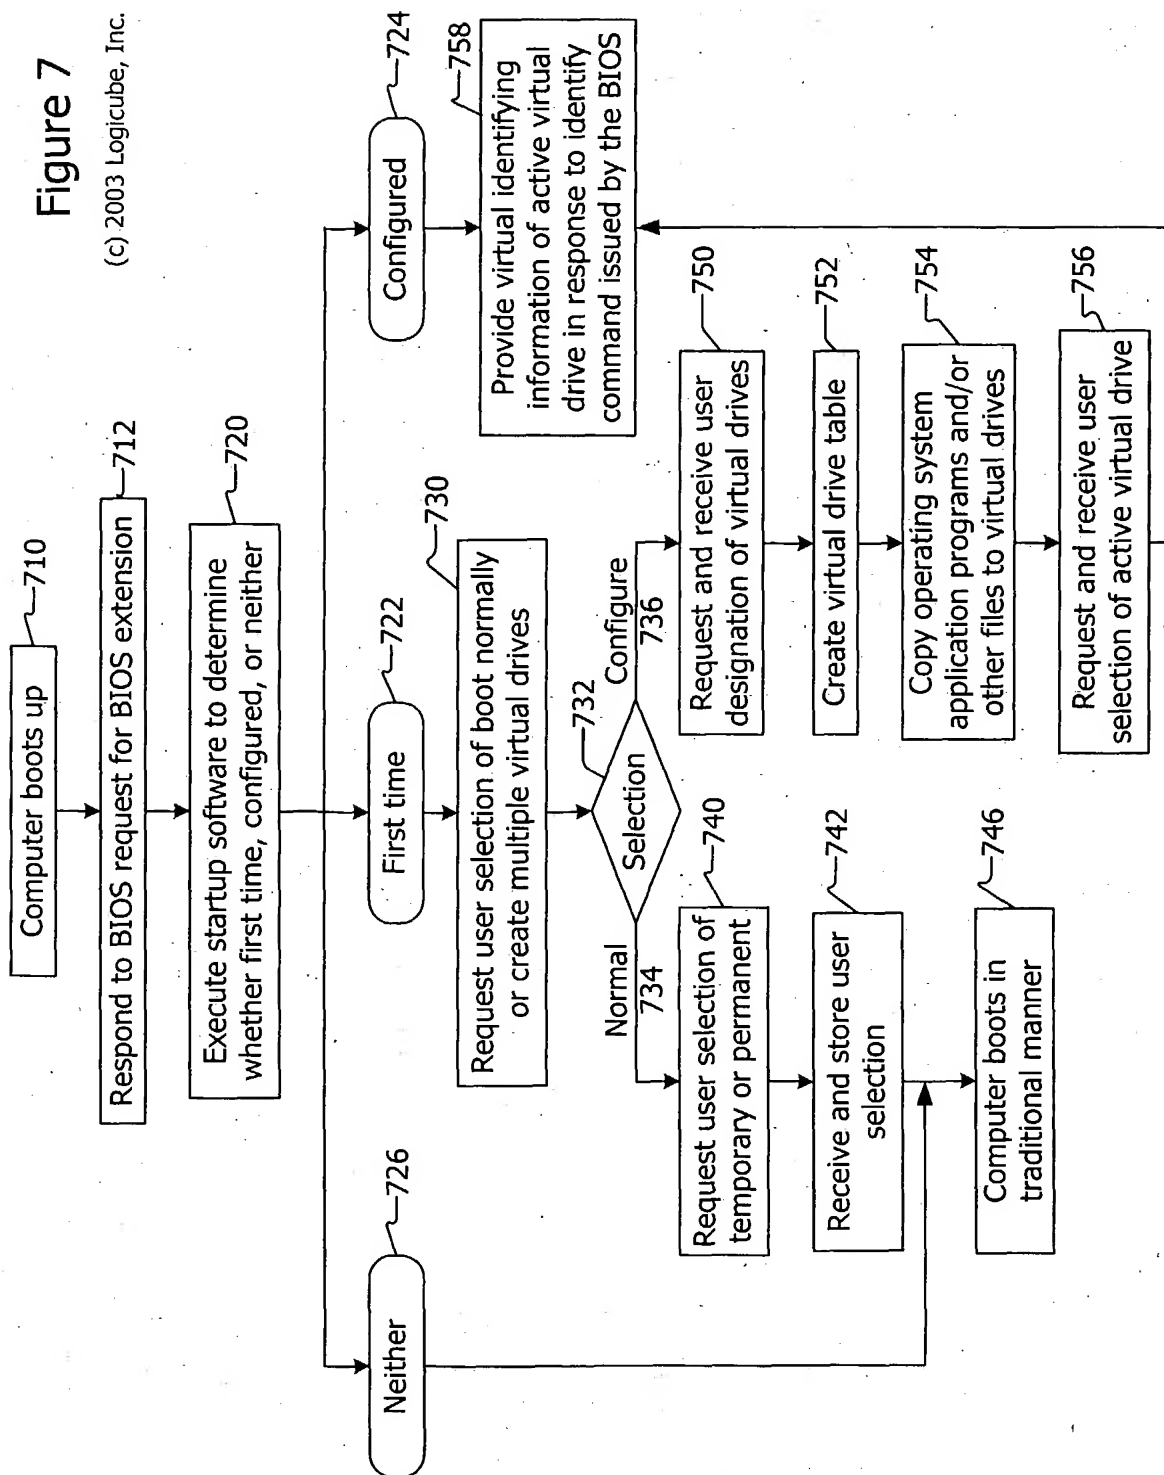 Figure 7
(c) 2003 Logicube, Inc.
Computer boots up
710
Respond to BIOS request for BIOS extension
712
Execute startup software to determine
whether first time, configured, or neither
720
Neither
726
First time
722
Configured
724
Request user selection of boot normally
or create multiple virtual drives
730
Provide virtual identifying
information of active virtual
drive in response to identify
command issued by the BIOS
758
Selection
732
Normal
734
Configure
736
Request user selection of
temporary or permanent
740
Receive and store user
selection
742
Computer boots in
traditional manner
746
Request and receive user
designation of virtual drives
750
Create virtual drive table
752
Copy operating system
application programs and/or
other files to virtual drives
754
Request and receive user
selection of active virtual drive
756